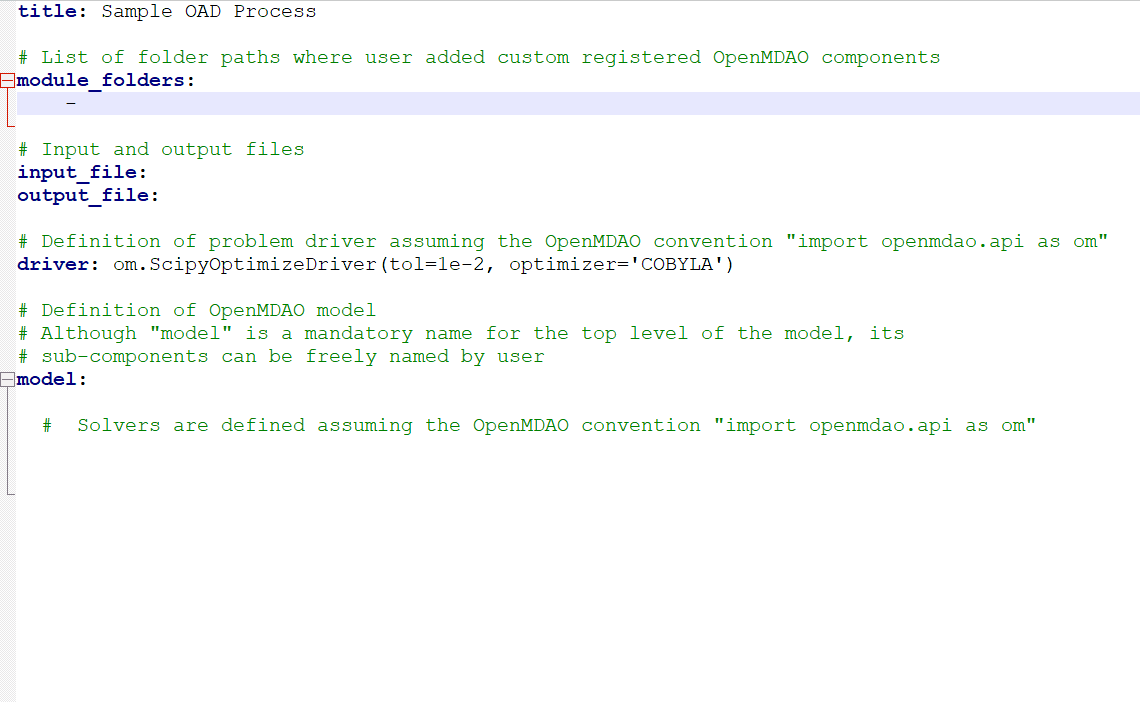 title: Sample OAD Process
# List of folder paths where user added custom registered OpenMDAO components
module_folders:
    -
# Input and output files
input_file:
output_file:
# Definition of problem driver assuming the OpenMDAO convention "import openmdao.api as om"
driver: om.ScipyOptimizeDriver(tol=1e-2, optimizer='COBYLA')
# Definition of OpenMDAO model
# Although "model" is a mandatory name for the top level of the model, its
# sub-components can be freely named by user
model:
  #  Solvers are defined assuming the OpenMDAO convention "import openmdao.api as om"